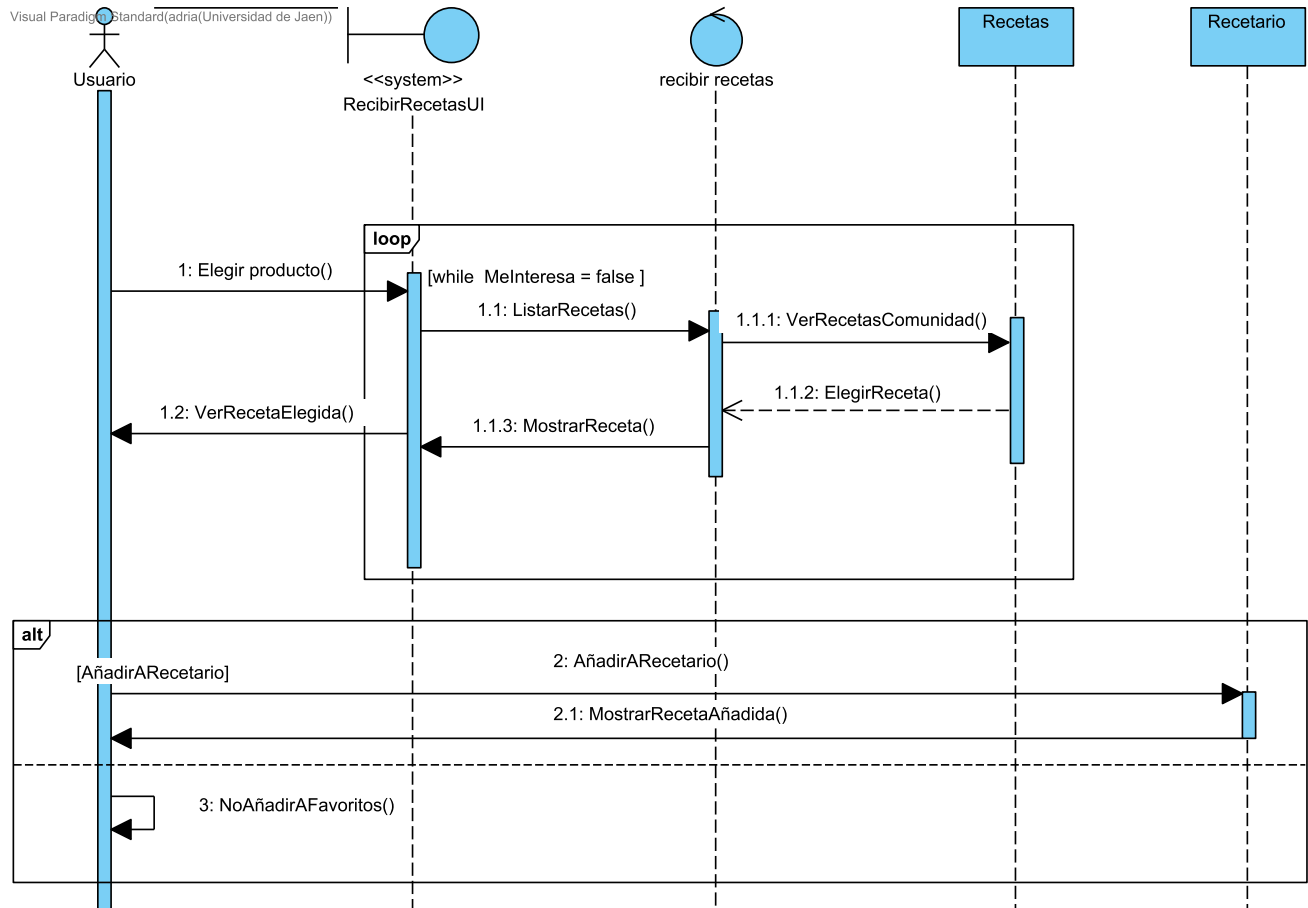 Visual Paradigm Standard(adria(Universidad de Jaen))
Usuario
<<system>>
RecibirRecetasUI
recibir recetas
Recetas
Recetario
loop
1: Elegir producto()
[while MeInteresa = false ]
1.1: ListarRecetas()
1.1.1: VerRecetasComunidad()
1.1.2: ElegirReceta()
1.2: VerRecetaElegida()
1.1.3: MostrarReceta()
alt
[AñadirARecetario]
2: AñadirARecetario()
2.1: MostrarRecetaAñadida()
3: NoAñadirAFavoritos()